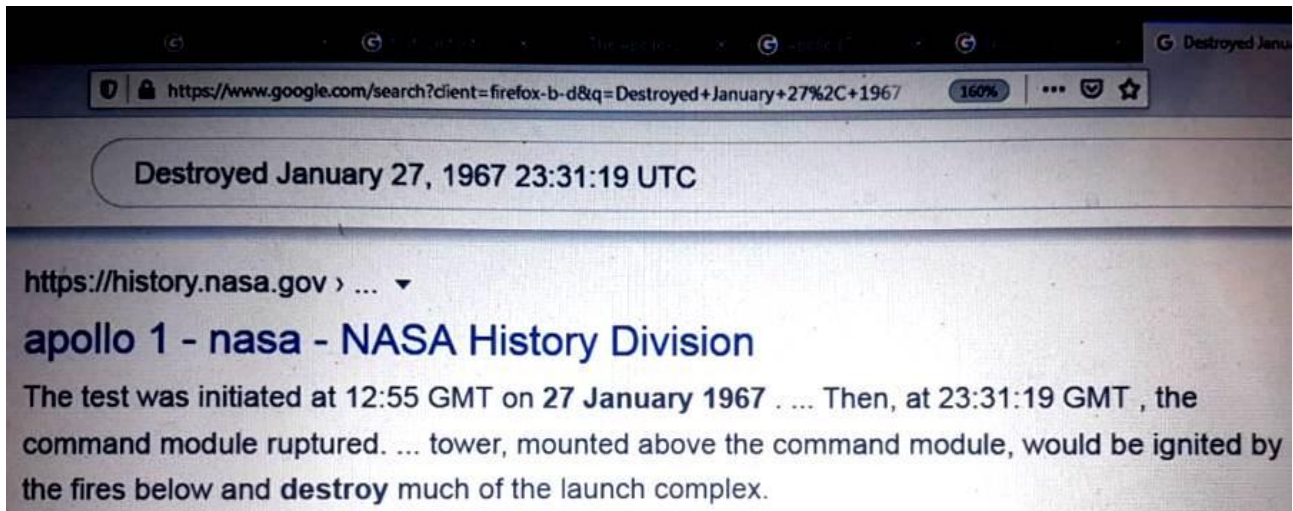 G Destroyed Janu
https://www.google.com/search?client=firefox-b-d&q=Destroyed+January+27%2C+1967 160%
Destroyed January 27, 1967 23:31:19 UTC
https://history.nasa.gov › ...
apollo 1 - nasa - NASA History Division
The test was initiated at 12:55 GMT on 27 January 1967 . ... Then, at 23:31:19 GMT , the
command module ruptured. ... tower, mounted above the command module, would be ignited by
the fires below and destroy much of the launch complex.